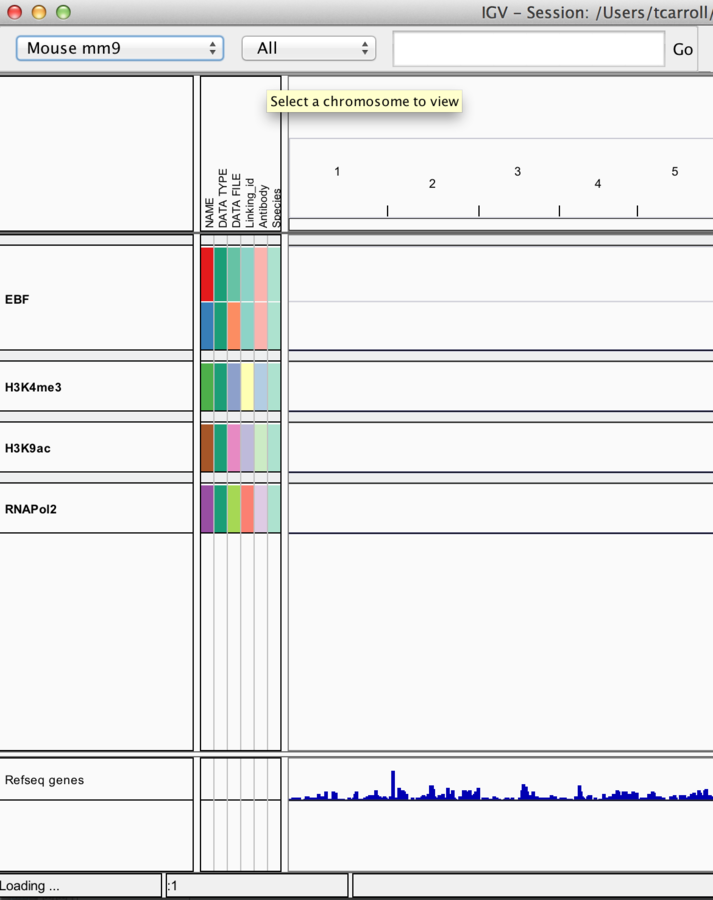 IGV - Session: /Users/tcarroll/
Mouse mm9
All
Go
Select a chromosome to view
NAME
DATA TYPE
DATA FILE
Linking_id
Antibody
Species
1
2
3
4
5
EBF
H3K4me3
H3K9ac
RNAPol2
Refseq genes
Loading ...
:1